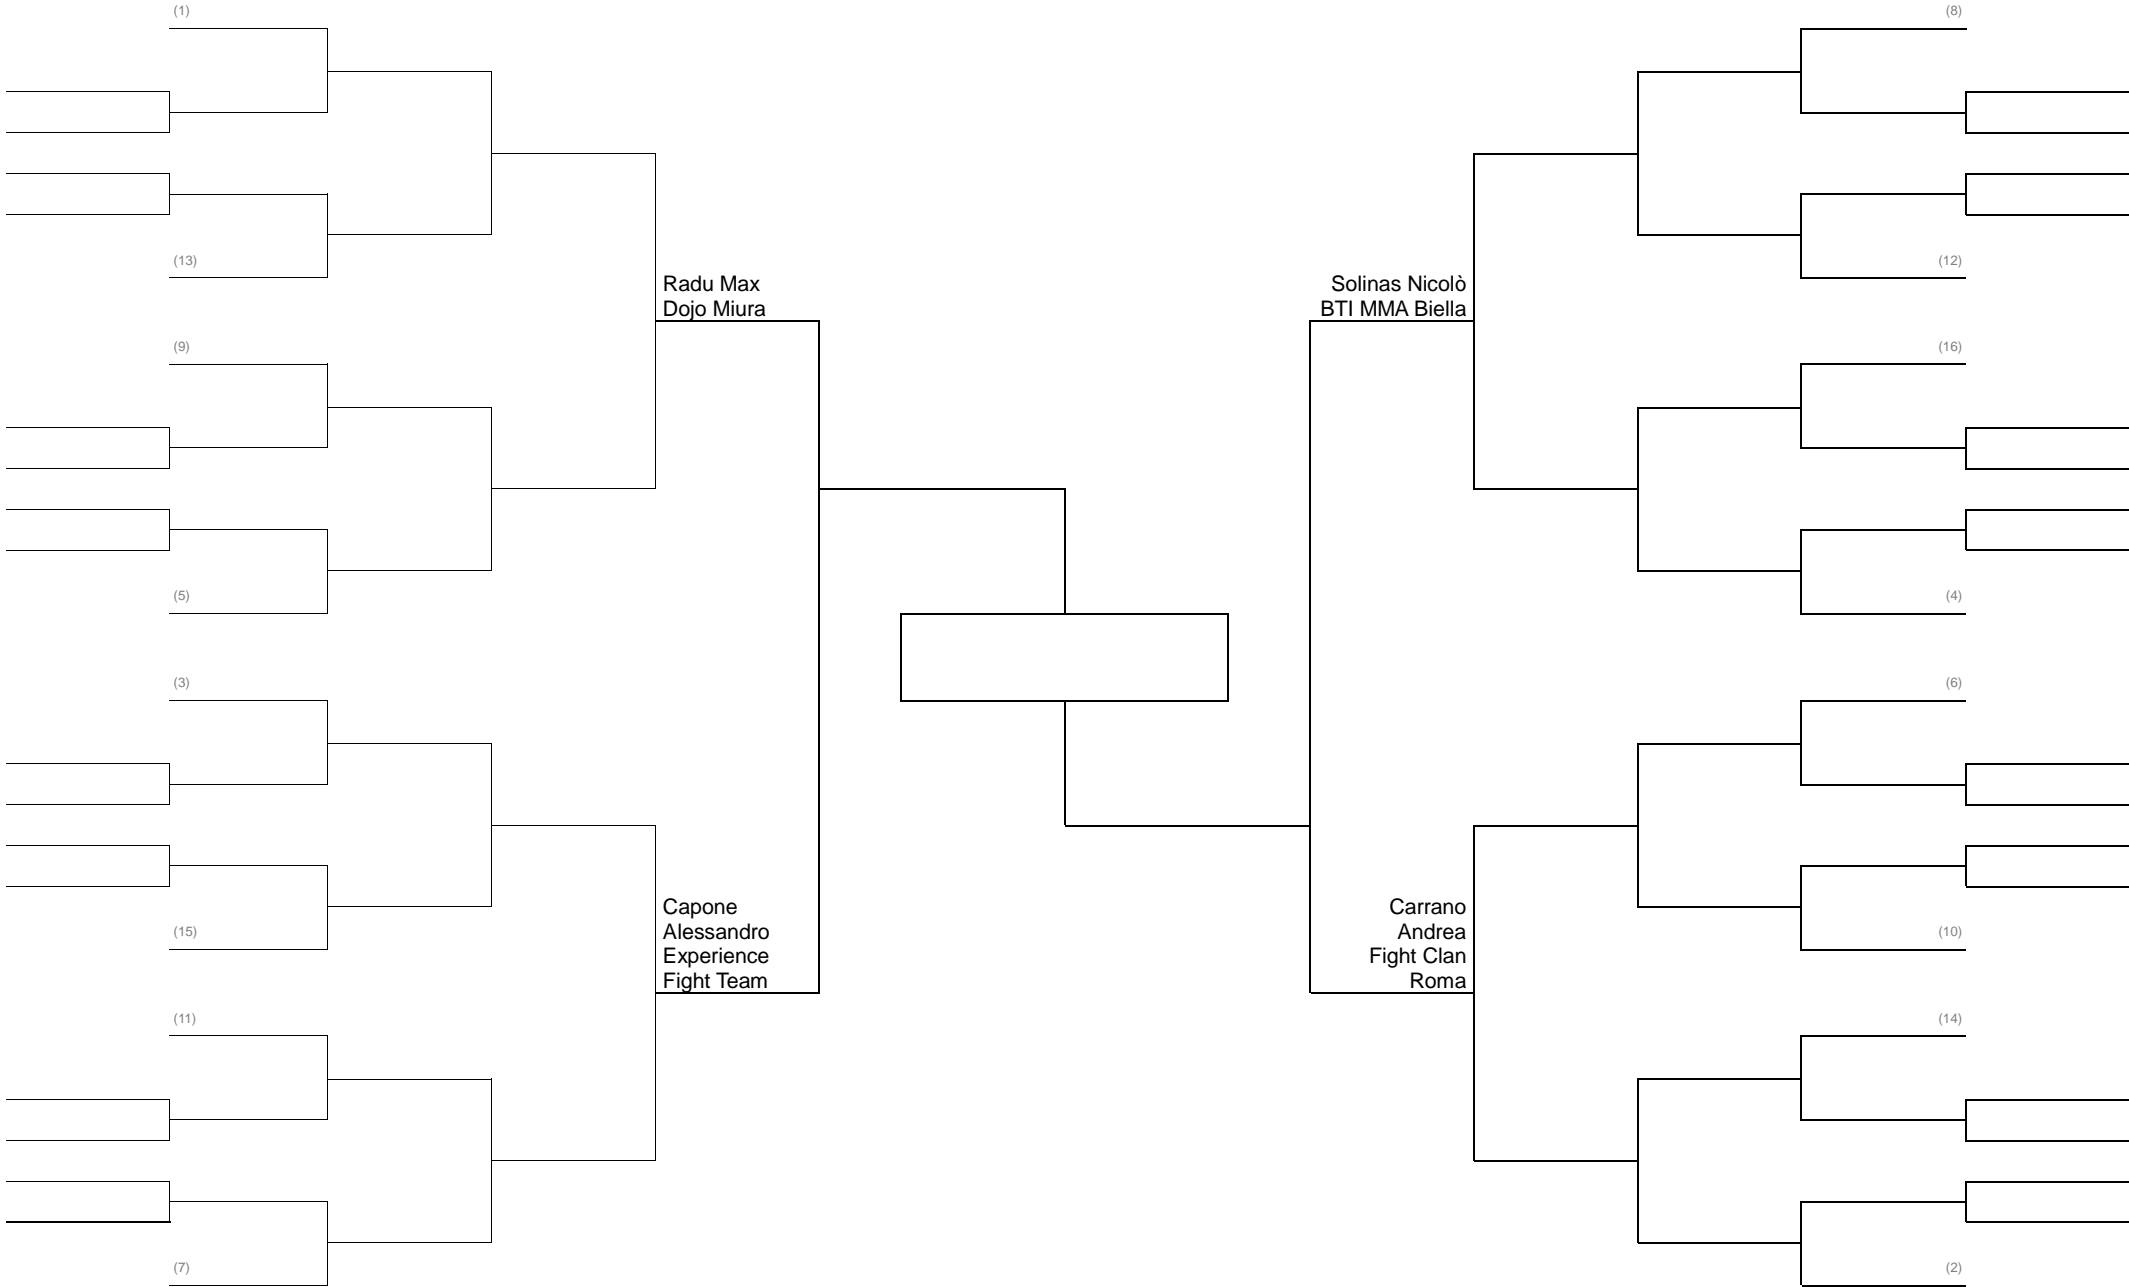 (1)
(8)
(13)
(12)
Radu Max
Dojo Miura
Solinas Nicolò
BTI MMA Biella
(9)
(16)
(5)
(4)
(3)
(6)
Capone
Alessandro
Experience
Fight Team
Carrano
Andrea
Fight Clan
Roma
(15)
(10)
(11)
(14)
(7)
(2)